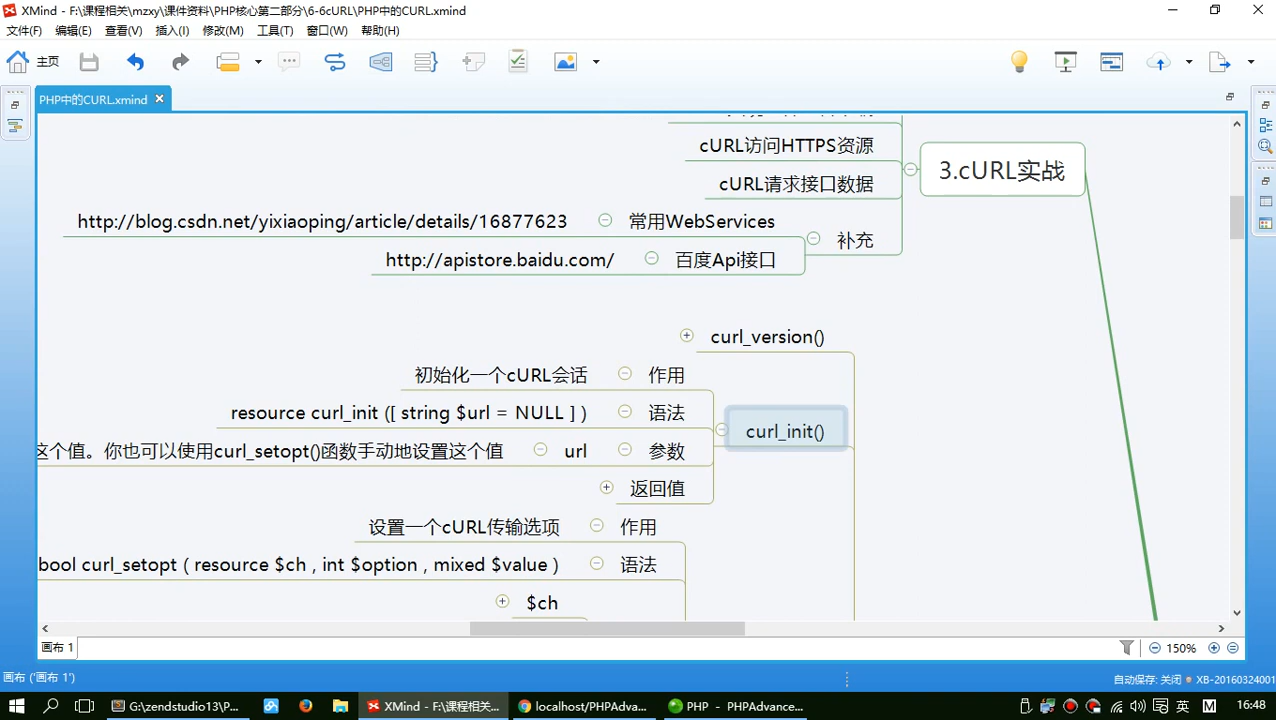 XMind - F:\课程相关\mzxy\课件资料\PHP核心第二部分\6-6cURL\PHP中的CURL.xmind
文件(F) 编辑(E) 查看(V) 插入(I) 修改(M) 工具(T) 窗口(W) 帮助(H)
主页
PHP中的CURL.xmind
cURL访问HTTPS资源
3.cURL实战
cURL请求接口数据
http://blog.csdn.net/yixiaoping/article/details/16877623 常用WebServices
补充
http://apistore.baidu.com/ 百度Api接口
curl_version()
初始化一个cURL会话 作用
resource curl_init ([ string $url = NULL ] ) 语法
curl_init()
这个值。你也可以使用curl_setopt()函数手动地设置这个值 url 参数
返回值
设置一个cURL传输选项 作用
bool curl_setopt ( resource $ch , int $option , mixed $value ) 语法
$ch
画布 1
150%
画布 ('画布 1')
自动保存: 关闭 XB-20160324001
G:\zendstudio13\P... XMind - F:\课程相关... localhost/PHPAdva... PHP - PHPAdvance... 英 M 16:48